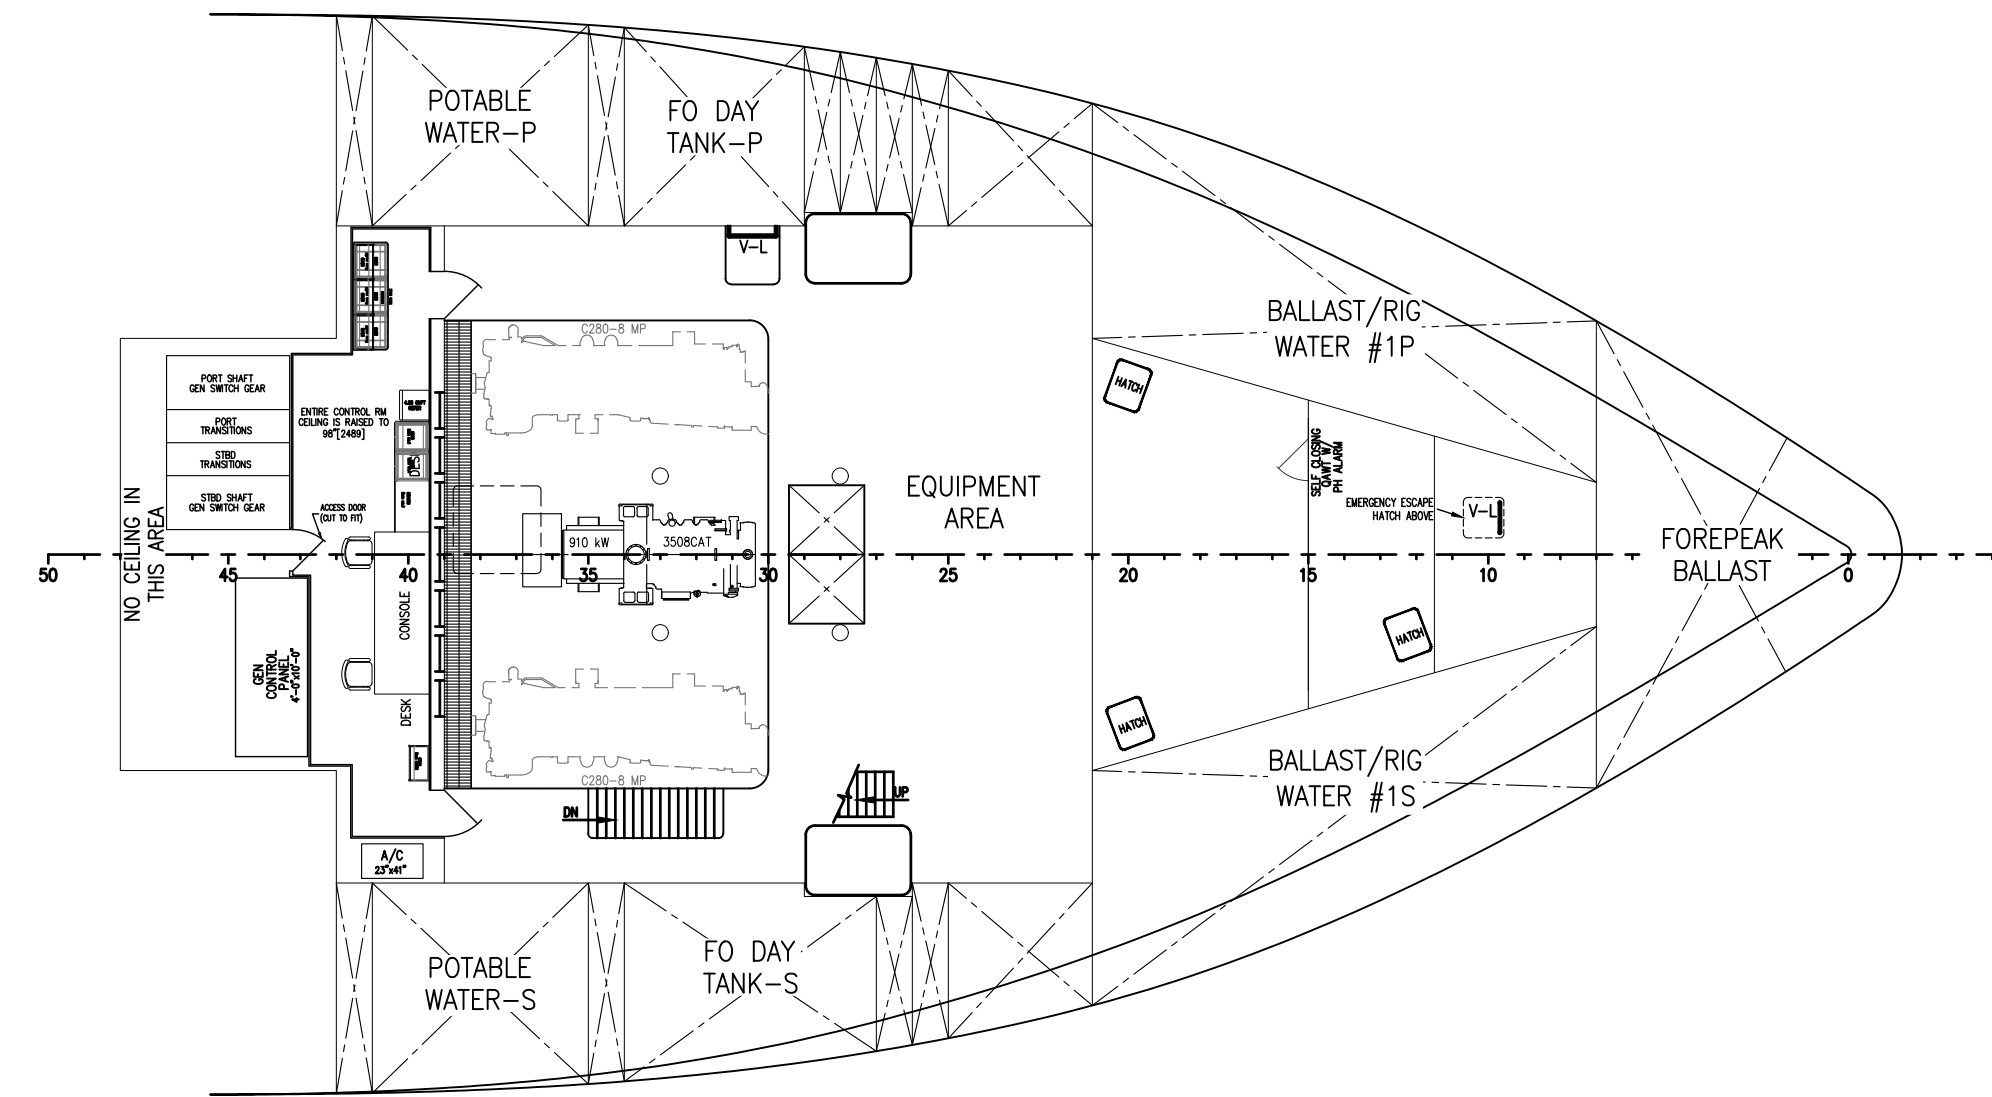 POTABLE
WATER-P
FO DAY
TANK-P
V-L
C280-8 MP
BALLAST/RIG
WATER #1P
HATCH
PORT SHAFT
GEN SWITCH GEAR
PORT
TRANSITIONS
STBD
TRANSITIONS
STBD SHAFT
GEN SWITCH GEAR
ENTIRE CONTROL RM
CEILING IS RAISED TO
98"[2489]
DESK
ACCESS DOOR
(CUT TO FIT)
NO CEILING IN
THIS AREA
EQUIPMENT
AREA
SELF CLOSING
QAWT W/
PH ALARM
EMERGENCY ESCAPE
HATCH ABOVE
V-L
910 kW
3508CAT
FOREPEAK
BALLAST
50
45
40
35
30
25
20
15
10
0
CONSOLE
GEN
CONTROL
PANEL
4'-0"x10'-0"
HATCH
DESK
HATCH
C280-8 MP
BALLAST/RIG
WATER #1S
DN
UP
A/C
23"x41"
POTABLE
WATER-S
FO DAY
TANK-S